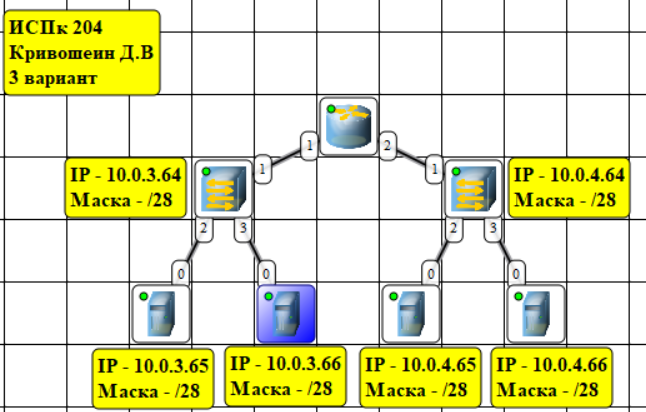 ИСПк 204
Кривошеин Д.В
3 вариант
1
2
IP - 10.0.3.64
Маска - /28
1
1
IP - 10.0.4.64
Маска - /28
2
3
2
3
0
0
0
0
IP - 10.0.3.65
Маска - /28
IP - 10.0.3.66
Маска - /28
IP - 10.0.4.65
Маска - /28
IP - 10.0.4.66
Маска - /28